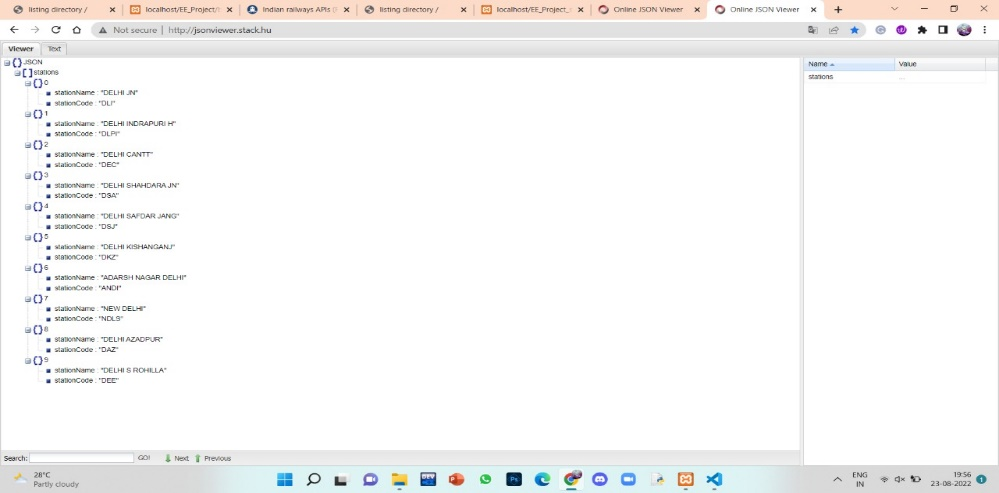 listing directory /
localhost/EE_Project/
Indian railways APIs (
listing directory /
localhost/EE_Project_
Online JSON Viewer
Online JSON Viewer
Not secure | http://jsonviewer.stack.hu
Viewer Text
JSON
stations
0
stationName : "DELHI JN"
stationCode : "DLI"
1
stationName : "DELHI INDRAPURI H"
stationCode : "DLPI"
2
stationName : "DELHI CANTT"
stationCode : "DEC"
3
stationName : "DELHI SHAHDARA JN"
stationCode : "DSA"
4
stationName : "DELHI SAFDAR JANG"
stationCode : "DSJ"
5
stationName : "DELHI KISHANGANJ"
stationCode : "DKZ"
6
stationName : "ADARSH NAGAR DELHI"
stationCode : "ANDI"
7
stationName : "NEW DELHI"
stationCode : "NDLS"
8
stationName : "DELHI AZADPUR"
stationCode : "DAZ"
9
stationName : "DELHI S ROHILLA"
stationCode : "DEE"
Name Value
stations ...
Search: GO! Next Previous
28°C
Partly cloudy
DEV
Ps
ENG
IN
19:56
23-08-2022
1